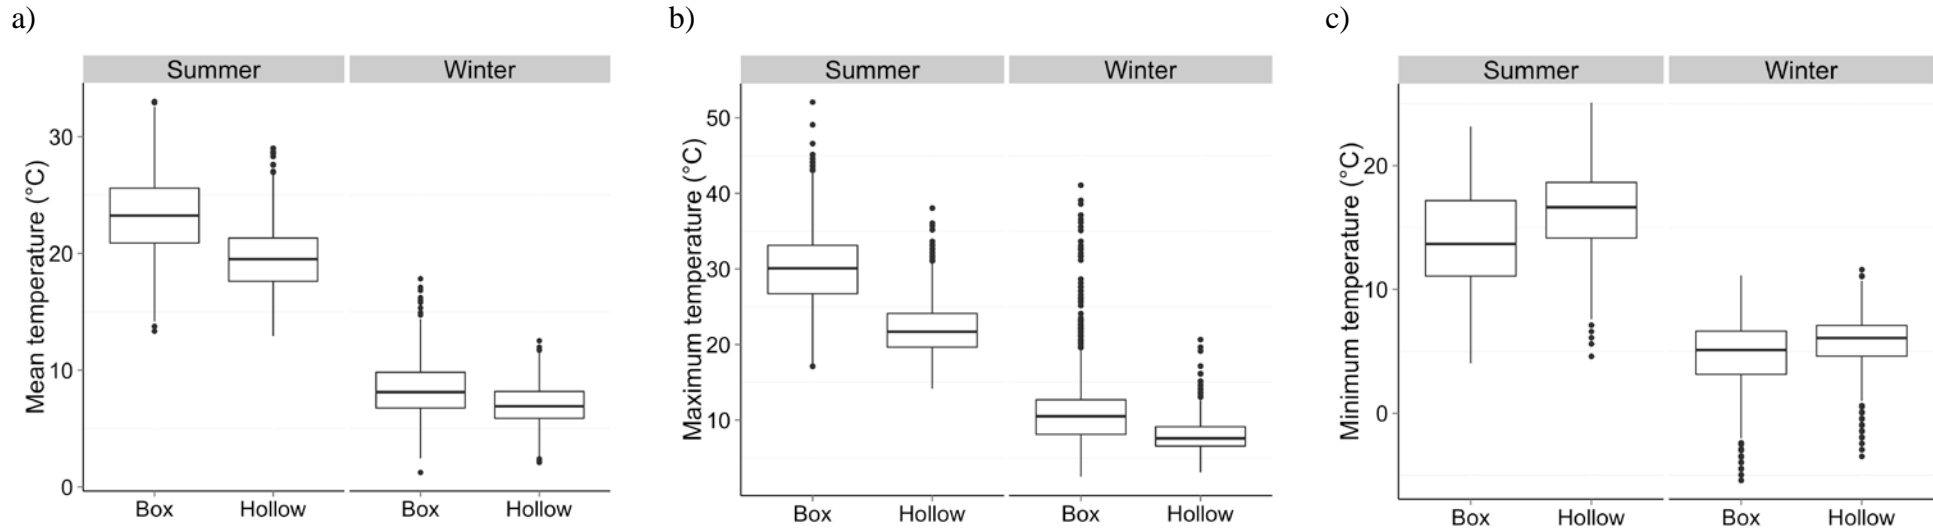 a)
Summer Winter
Mean temperature (°C)
30
20
10
0
Box Hollow Box Hollow
b)
Summer Winter
Maximum temperature (°C)
50
40
30
20
10
Box Hollow Box Hollow
c)
Summer Winter
Minimum temperature (°C)
20
10
0
Box Hollow Box Hollow